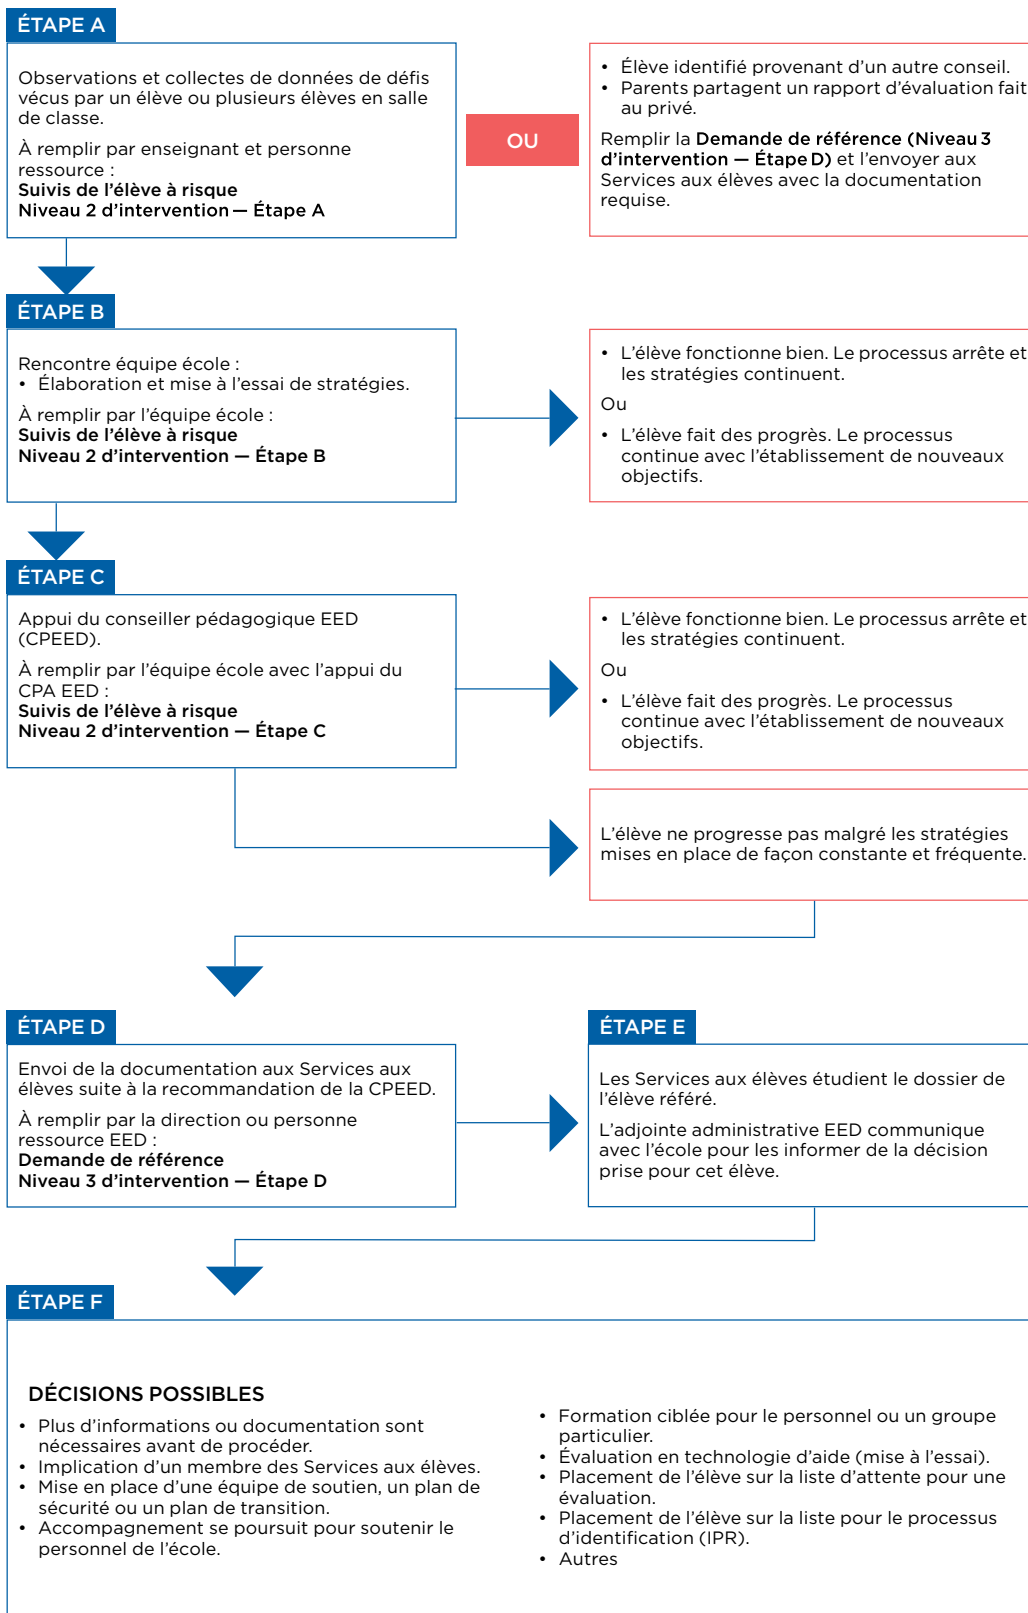 ÉTAPE A
Observations et collectes de données de défis
vécus par un élève ou plusieurs élèves en salle
de classe.
À remplir par enseignant et personne
ressource :
Suivis de l’élève à risque
Niveau 2 d’intervention — Étape A
OU
• Élève identifié provenant d’un autre conseil.
• Parents partagent un rapport d’évaluation fait
au privé.
Remplir la Demande de référence (Niveau 3
d’intervention — Étape D) et l’envoyer aux
Services aux élèves avec la documentation
requise.
ÉTAPE B
Rencontre équipe école :
• Élaboration et mise à l’essai de stratégies.
À remplir par l’équipe école :
Suivis de l’élève à risque
Niveau 2 d’intervention — Étape B
• L’élève fonctionne bien. Le processus arrête et
les stratégies continuent.
Ou
• L’élève fait des progrès. Le processus
continue avec l’établissement de nouveaux
objectifs.
ÉTAPE C
Appui du conseiller pédagogique EED
(CPEED).
À remplir par l’équipe école avec l’appui du
CPA EED :
Suivis de l’élève à risque
Niveau 2 d’intervention — Étape C
• L’élève fonctionne bien. Le processus arrête et
les stratégies continuent.
Ou
• L’élève fait des progrès. Le processus
continue avec l’établissement de nouveaux
objectifs.
L’élève ne progresse pas malgré les stratégies
mises en place de façon constante et fréquente.
ÉTAPE D
Envoi de la documentation aux Services aux
élèves suite à la recommandation de la CPEED.
À remplir par la direction ou personne
ressource EED :
Demande de référence
Niveau 3 d’intervention — Étape D
ÉTAPE E
Les Services aux élèves étudient le dossier de
l’élève référé.
L’adjointe administrative EED communique
avec l’école pour les informer de la décision
prise pour cet élève.
ÉTAPE F
DÉCISIONS POSSIBLES
• Plus d’informations ou documentation sont
nécessaires avant de procéder.
• Implication d’un membre des Services aux élèves.
• Mise en place d’une équipe de soutien, un plan de
sécurité ou un plan de transition.
• Accompagnement se poursuit pour soutenir le
personnel de l’école.
• Formation ciblée pour le personnel ou un groupe
particulier.
• Évaluation en technologie d’aide (mise à l’essai).
• Placement de l’élève sur la liste d’attente pour une
évaluation.
• Placement de l’élève sur la liste pour le processus
d’identification (IPR).
• Autres